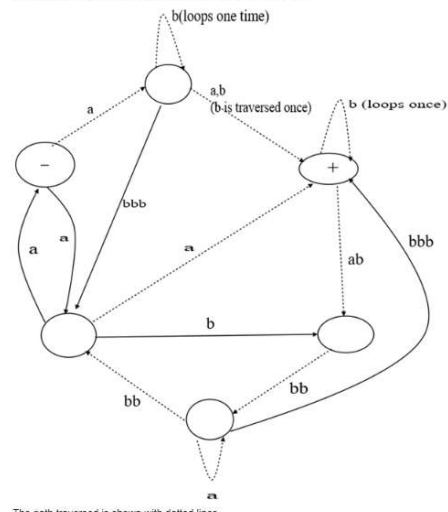 b(loops one time)
a
a,b
(b is traversed once)
b (loops once)
-
+
bbb
a
a
a
ab
bbb
b
bb
bb
a
The path traversed is shown with dotted lines